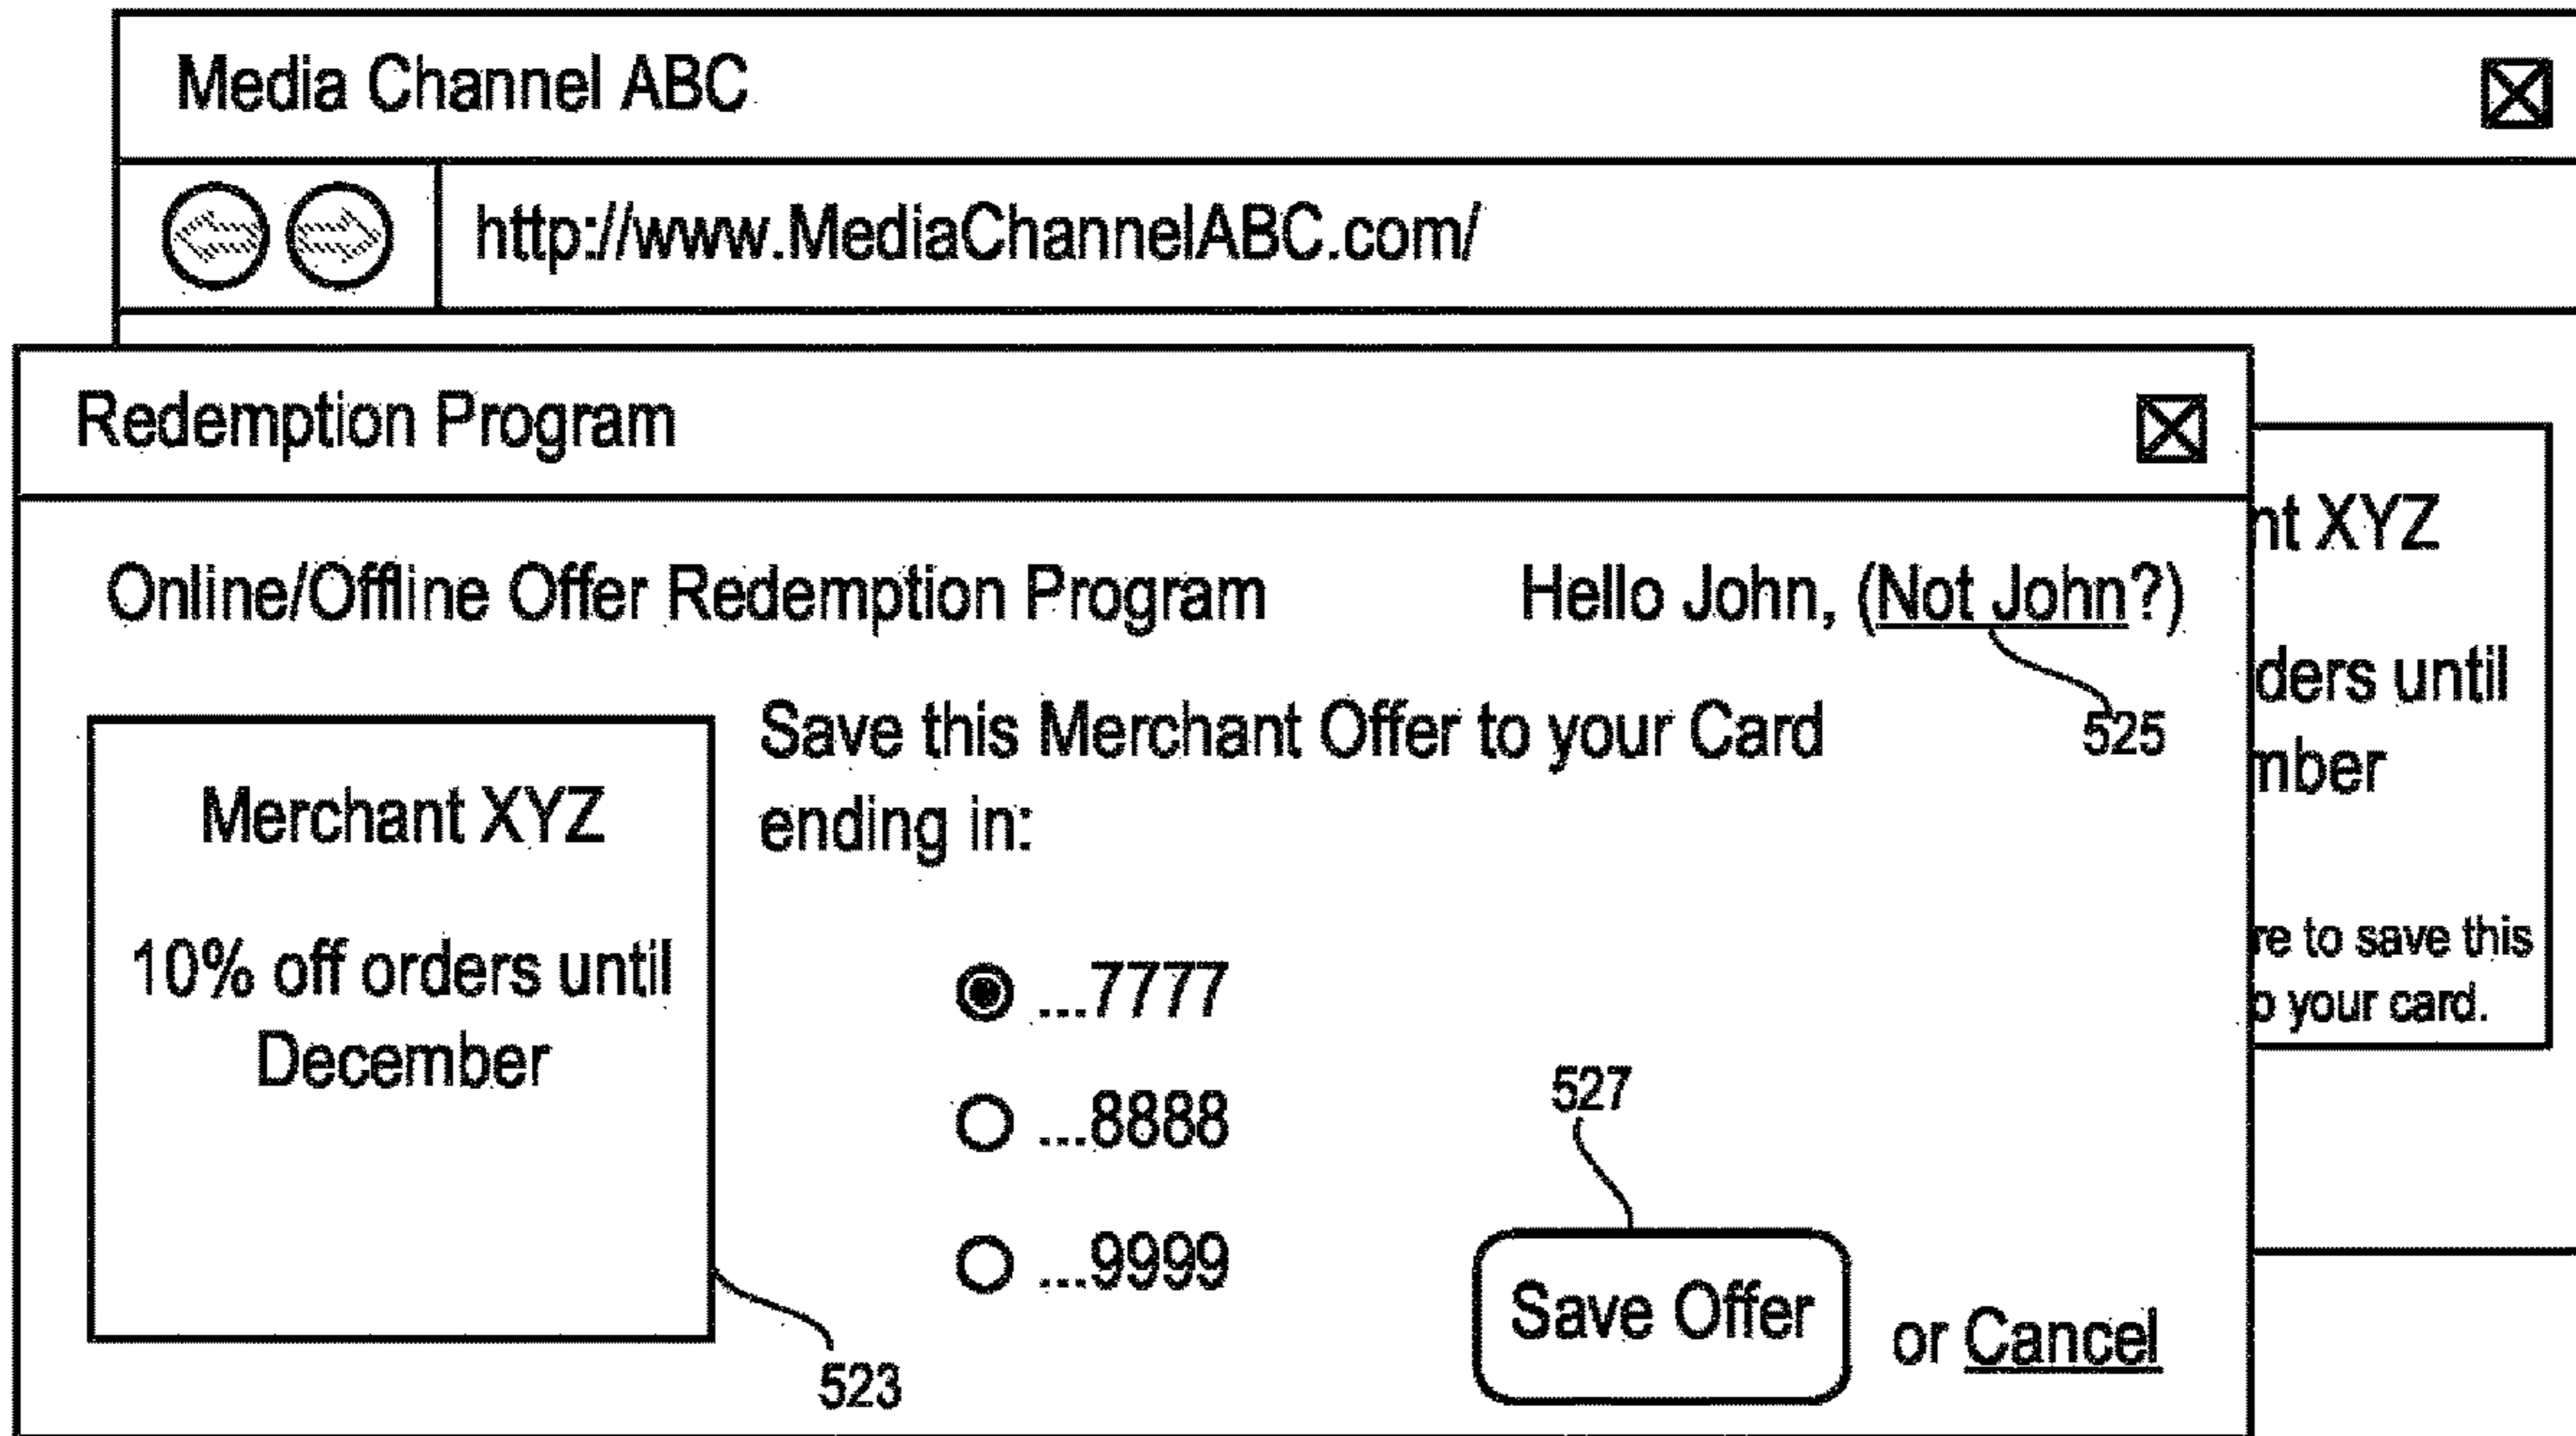 Media Channel ABC
http://www.MediaChannelABC.com/
Redemption Program
Online/Offline Offer Redemption Program
Hello John, (Not John?)
525
Save this Merchant Offer to your Card
ending in:
Merchant XYZ
10% off orders until
December
523
...7777
...8888
...9999
527
Save Offer
or Cancel
nt XYZ
ders until
mber
re to save this
o your card.